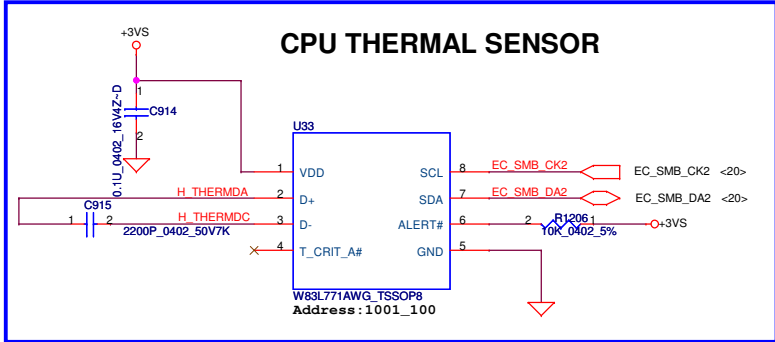 +3VS
CPU THERMAL SENSOR
1
C914
0.1U_0402_16V4Z~D
2
U33
1 VDD SCL 8 EC_SMB_CK2 EC_SMB_CK2 <20>
H_THERMDA 2 D+ SDA 7 EC_SMB_DA2 EC_SMB_DA2 <20>
C915
1 2 H_THERMDC 3 D- ALERT# 6 2 R1206 1 +3VS
2200P_0402_50V7K 10K_0402_5%
4 T_CRIT_A# GND 5
W83L771AWG_TSSOP8
Address:1001_100